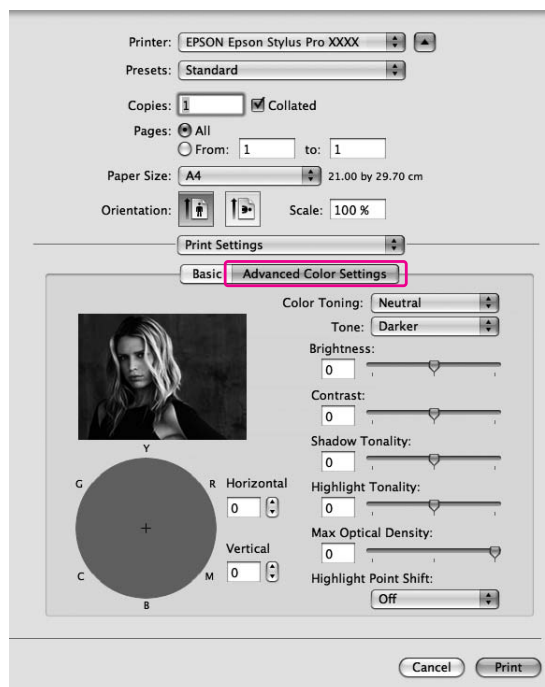 Printer: EPSON Epson Stylus Pro XXXX
Presets: Standard
Copies: 1 Collated
Pages: All
From: 1 to: 1
Paper Size: A4 21.00 by 29.70 cm
Orientation: Scale: 100 %
Print Settings
Basic Advanced Color Settings
Color Toning: Neutral
Tone: Darker
Brightness:
0
Contrast:
0
Shadow Tonality:
0
Highlight Tonality:
0
Max Optical Density:
0
Highlight Point Shift:
Off
Y
G R
C M
B
Horizontal
0
Vertical
0
Cancel Print